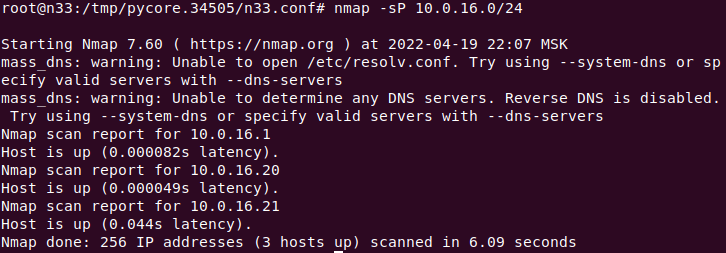 root@n33:/tmp/pycore.34505/n33.conf# nmap -sP 10.0.16.0/24
Starting Nmap 7.60 ( https://nmap.org ) at 2022-04-19 22:07 MSK
mass_dns: warning: Unable to open /etc/resolv.conf. Try using --system-dns or sp
ecify valid servers with --dns-servers
mass_dns: warning: Unable to determine any DNS servers. Reverse DNS is disabled.
 Try using --system-dns or specify valid servers with --dns-servers
Nmap scan report for 10.0.16.1
Host is up (0.000082s latency).
Nmap scan report for 10.0.16.20
Host is up (0.000049s latency).
Nmap scan report for 10.0.16.21
Host is up (0.044s latency).
Nmap done: 256 IP addresses (3 hosts up) scanned in 6.09 seconds